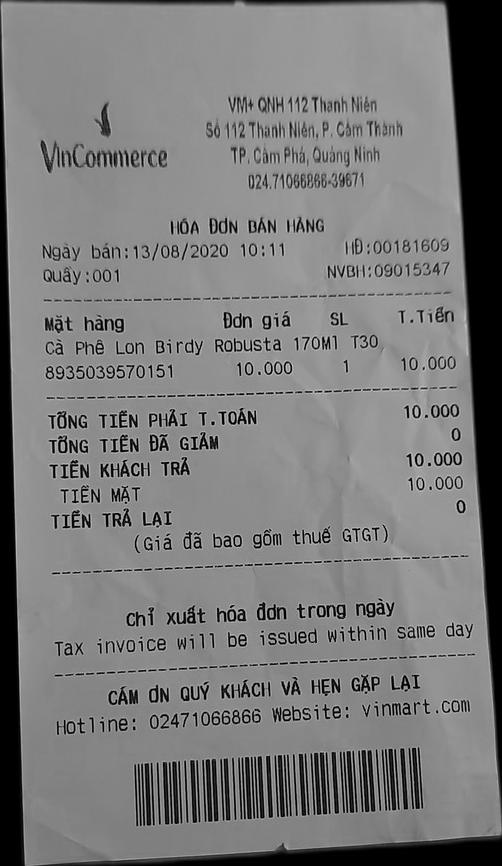 VinCommerce
VM+ QNH 112 Thanh Niên
Số 112 Thanh Niên, P. Cẩm Thành
TP. Cẩm Phả, Quảng Ninh
024.71066866-39671
HÓA ĐƠN BÁN HÀNG
Ngày bán:13/08/2020 10:11 HĐ:00181609
Quầy:001 NVBH:09015347
Mặt hàng Đơn giá SL T.Tiền
Cà Phê Lon Birdy Robusta 170Ml T30
8935039570151 10.000 1 10.000
TỔNG TIỀN PHẢI T.TOÁN 10.000
TỔNG TIỀN ĐÃ GIẢM 0
TIỀN KHÁCH TRẢ 10.000
TIỀN MẶT 10.000
TIỀN TRẢ LẠI 0
(Giá đã bao gồm thuế GTGT)
Chỉ xuất hóa đơn trong ngày
Tax invoice will be issued within same day
CẢM ƠN QUÝ KHÁCH VÀ HẸN GẶP LẠI
Hotline: 02471066866 Website: vinmart.com